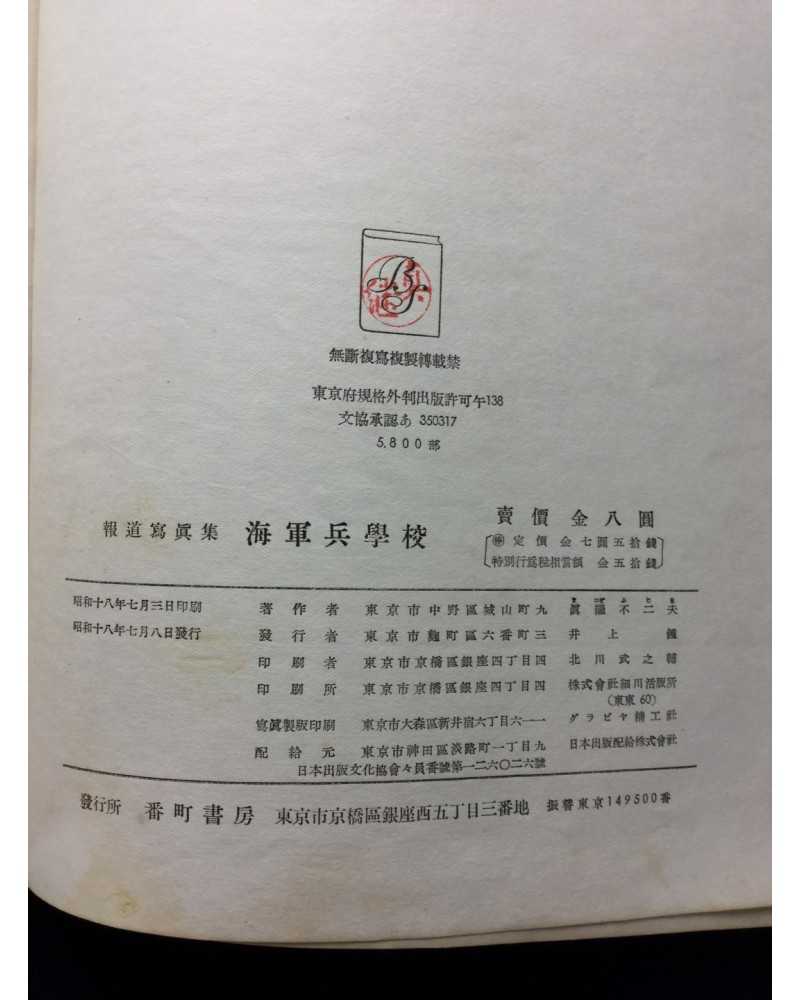 無斷複寫複製轉載禁
東京府規格外判出版許可午138
文協承認あ 350317
5,800部
報道寫眞集 海軍兵學校
賣價 金八圓
定價 金七圓五拾錢
特別行爲稅相當額 金五拾錢
昭和十八年七月三日印刷
昭和十八年七月八日發行
著作者 東京市中野區城山町九 眞繼不二夫
發行者 東京市麴町區六番町三 井上
印刷者 東京市京橋區銀座四丁目四 北川武之輔
印刷所 東京市京橋區銀座四丁目四 株式會社細川活版所
(東東 60)
寫眞製版印刷 東京市大森區新井宿六丁目六一一 グラビヤ精工社
配給元 東京市神田區淡路町一丁目九 日本出版配給株式會社
日本出版文化協會々員番號第一二六〇二六號
發行所 番町書房 東京市京橋區銀座西五丁目三番地 振替東京149500番